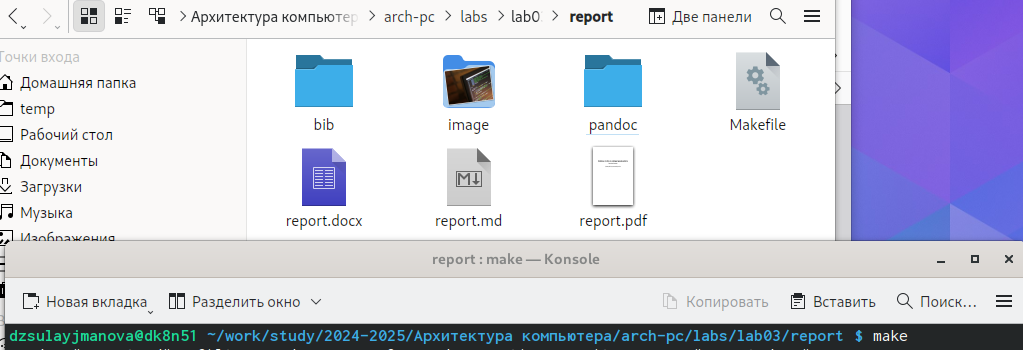 Архитектура компьютер
arch-pc
labs
lab0
report
Две панели
Точки входа
Домашняя папка
temp
Рабочий стол
Документы
Загрузки
Музыка
Изображения
bib
image
pandoc
Makefile
report.docx
report.md
report.pdf
report : make — Konsole
Новая вкладка
Разделить окно
Копировать
Вставить
Поиск...
dzsulayjmanova@dk8n51 ~/work/study/2024-2025/Архитектура компьютера/arch-pc/labs/lab03/report $ make